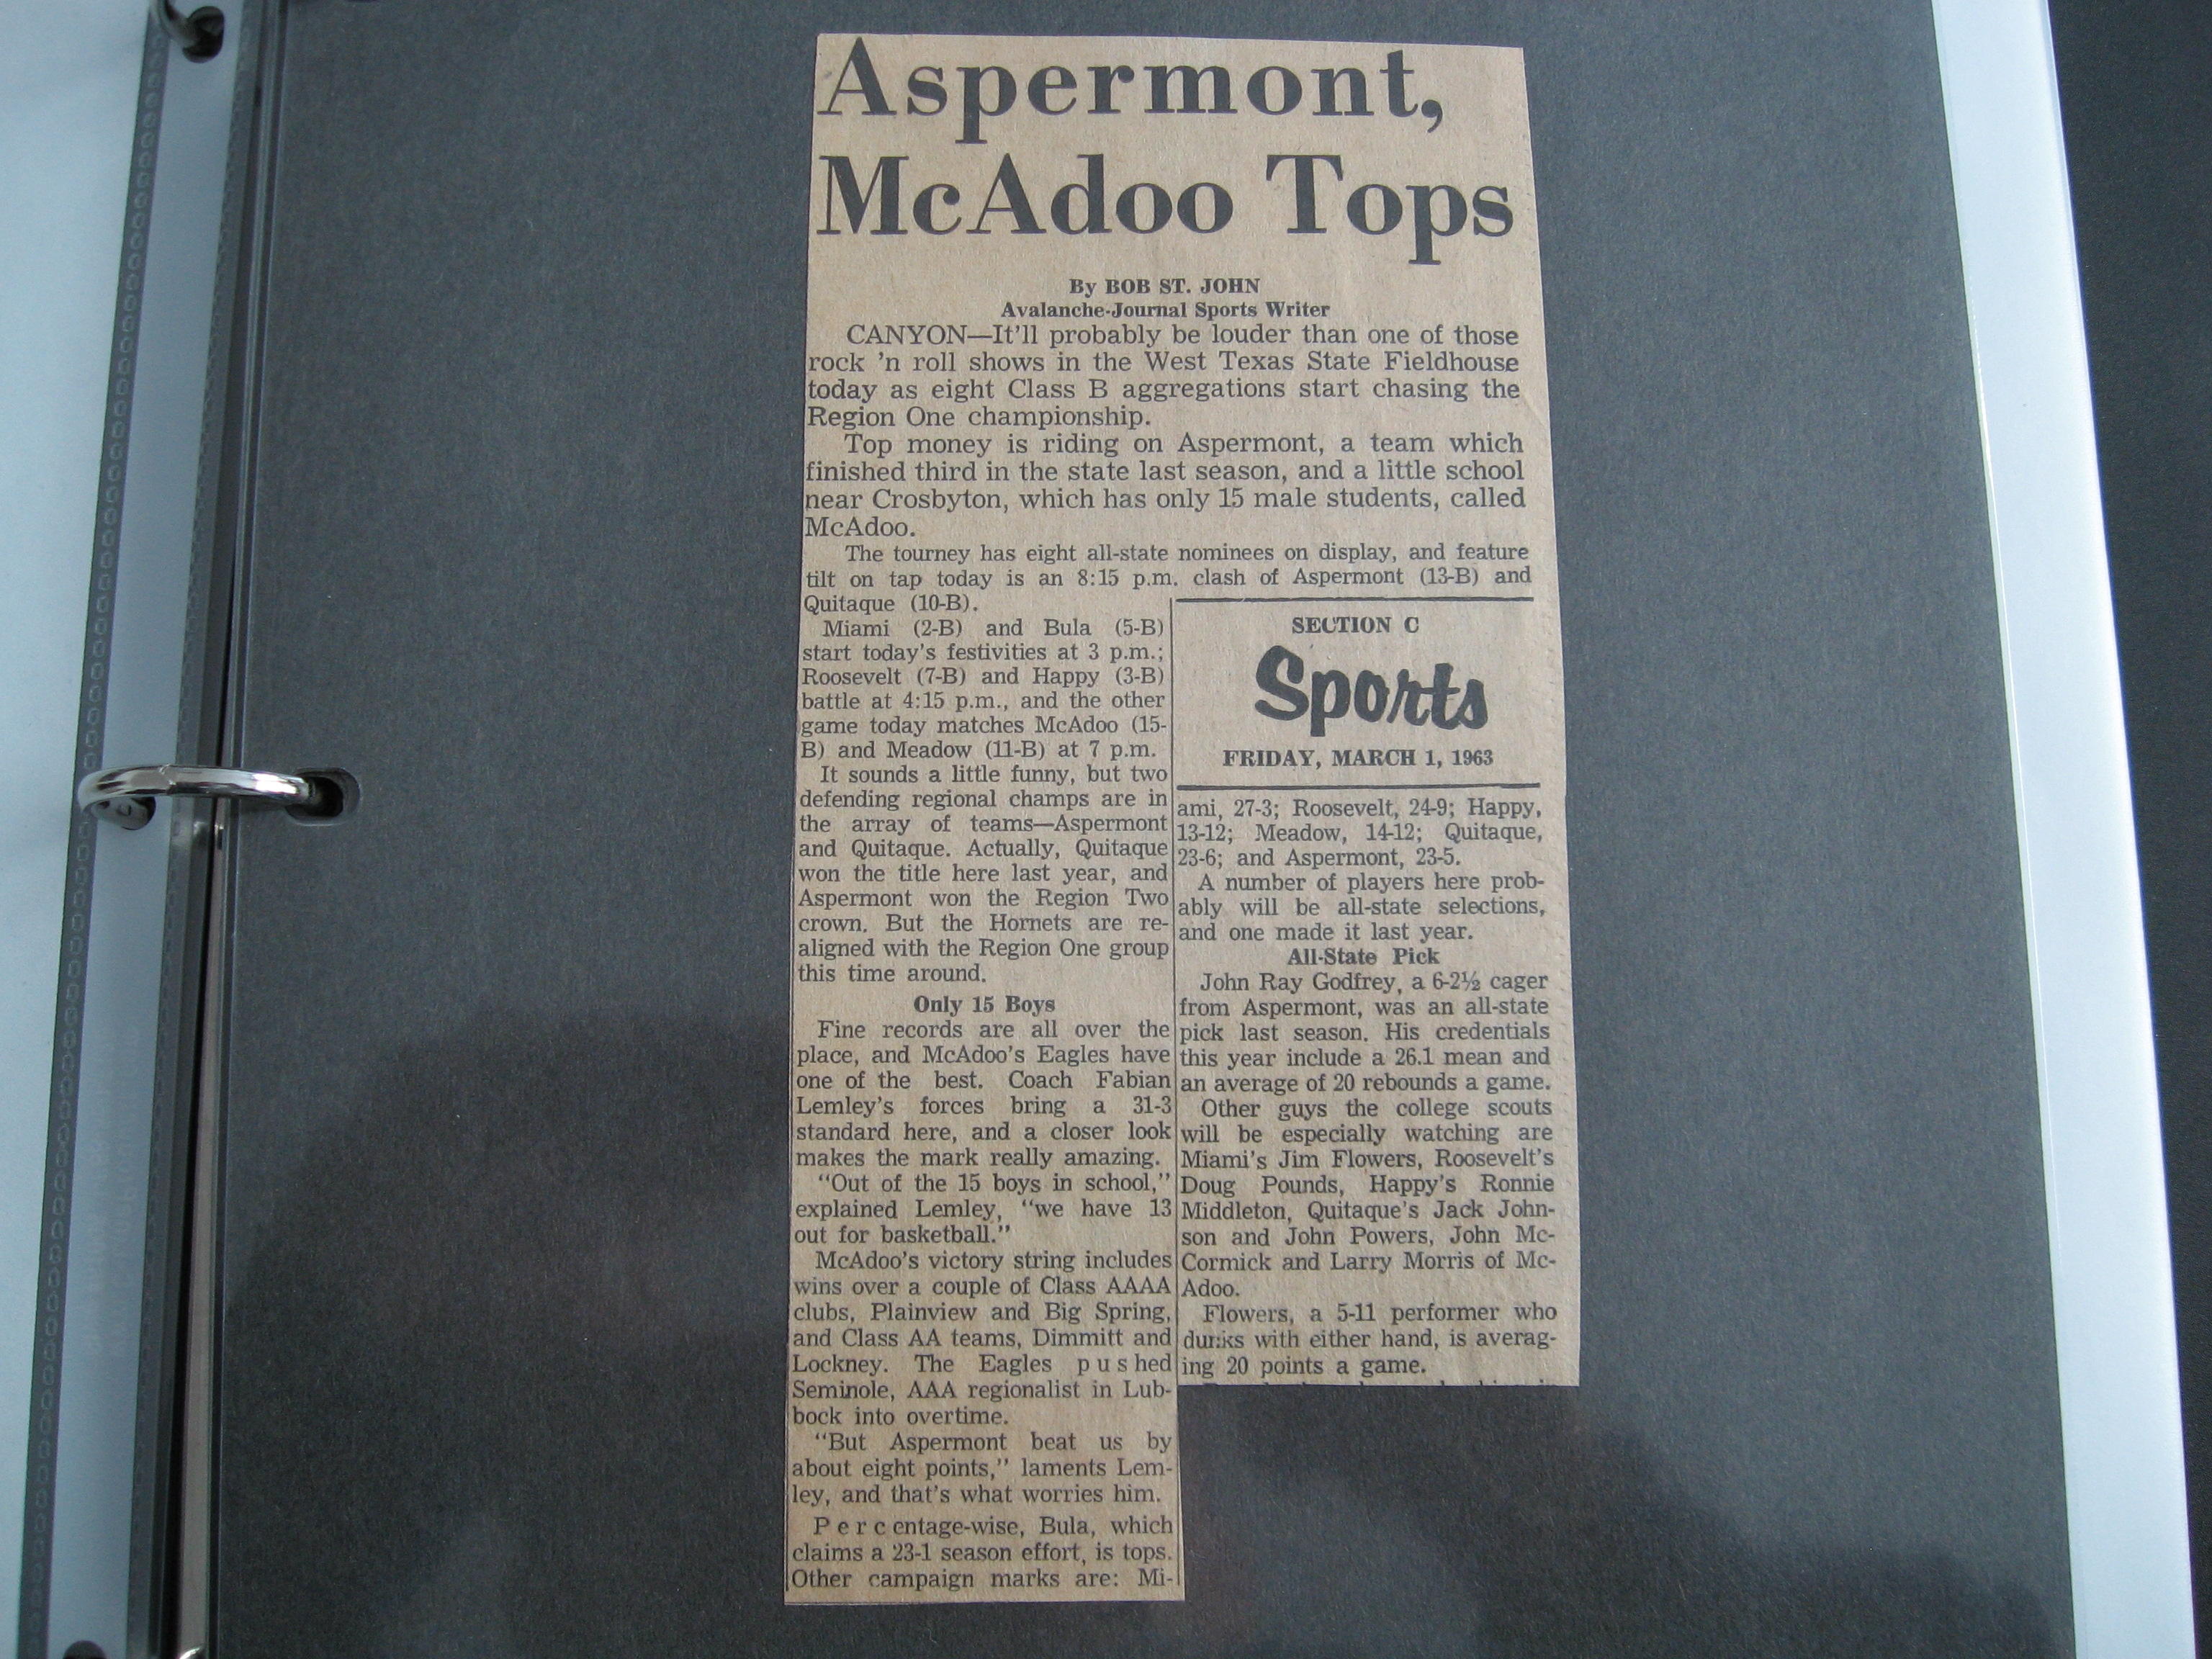 Aspermont,
McAdoo Tops
By BOB ST. JOHN
Avalanche-Journal Sports Writer
CANYON—It'll probably be louder than one of those
rock 'n roll shows in the West Texas State Fieldhouse
today as eight Class B aggregations start chasing the
Region One championship.
Top money is riding on Aspermont, a team which
finished third in the state last season, and a little school
near Crosbyton, which has only 15 male students, called
McAdoo.
The tourney has eight all-state nominees on display, and feature
tilt on tap today is an 8:15 p.m. clash of Aspermont (13-B) and
Quitaque (10-B).
Miami (2-B) and Bula (5-B)
start today's festivities at 3 p.m.;
Roosevelt (7-B) and Happy (3-B)
battle at 4:15 p.m., and the other
game today matches McAdoo (15-
B) and Meadow (11-B) at 7 p.m.
It sounds a little funny, but two
defending regional champs are in
the array of teams—Aspermont
and Quitaque. Actually, Quitaque
won the title here last year, and
Aspermont won the Region Two
crown. But the Hornets are re-
aligned with the Region One group
this time around.
Only 15 Boys
Fine records are all over the
place, and McAdoo's Eagles have
one of the best. Coach Fabian
Lemley's forces bring a 31-3
standard here, and a closer look
makes the mark really amazing.
"Out of the 15 boys in school,"
explained Lemley, "we have 13
out for basketball."
McAdoo's victory string includes
wins over a couple of Class AAAA
clubs, Plainview and Big Spring,
and Class AA teams, Dimmitt and
Lockney. The Eagles pushed
Seminole, AAA regionalist in Lub-
bock into overtime.
"But Aspermont beat us by
about eight points," laments Lem-
ley, and that's what worries him.
Percentage-wise, Bula, which
claims a 23-1 season effort, is tops.
Other campaign marks are: Mi-
SECTION C
Sports
FRIDAY, MARCH 1, 1963
ami, 27-3; Roosevelt, 24-9; Happy,
13-12; Meadow, 14-12; Quitaque,
23-6; and Aspermont, 23-5.
A number of players here prob-
ably will be all-state selections,
and one made it last year.
All-State Pick
John Ray Godfrey, a 6-2½ cager
from Aspermont, was an all-state
pick last season. His credentials
this year include a 26.1 mean and
an average of 20 rebounds a game.
Other guys the college scouts
will be especially watching are
Miami's Jim Flowers, Roosevelt's
Doug Pounds, Happy's Ronnie
Middleton, Quitaque's Jack John-
son and John Powers, John Mc-
Cormick and Larry Morris of Mc-
Adoo.
Flowers, a 5-11 performer who
dunks with either hand, is averag-
ing 20 points a game.